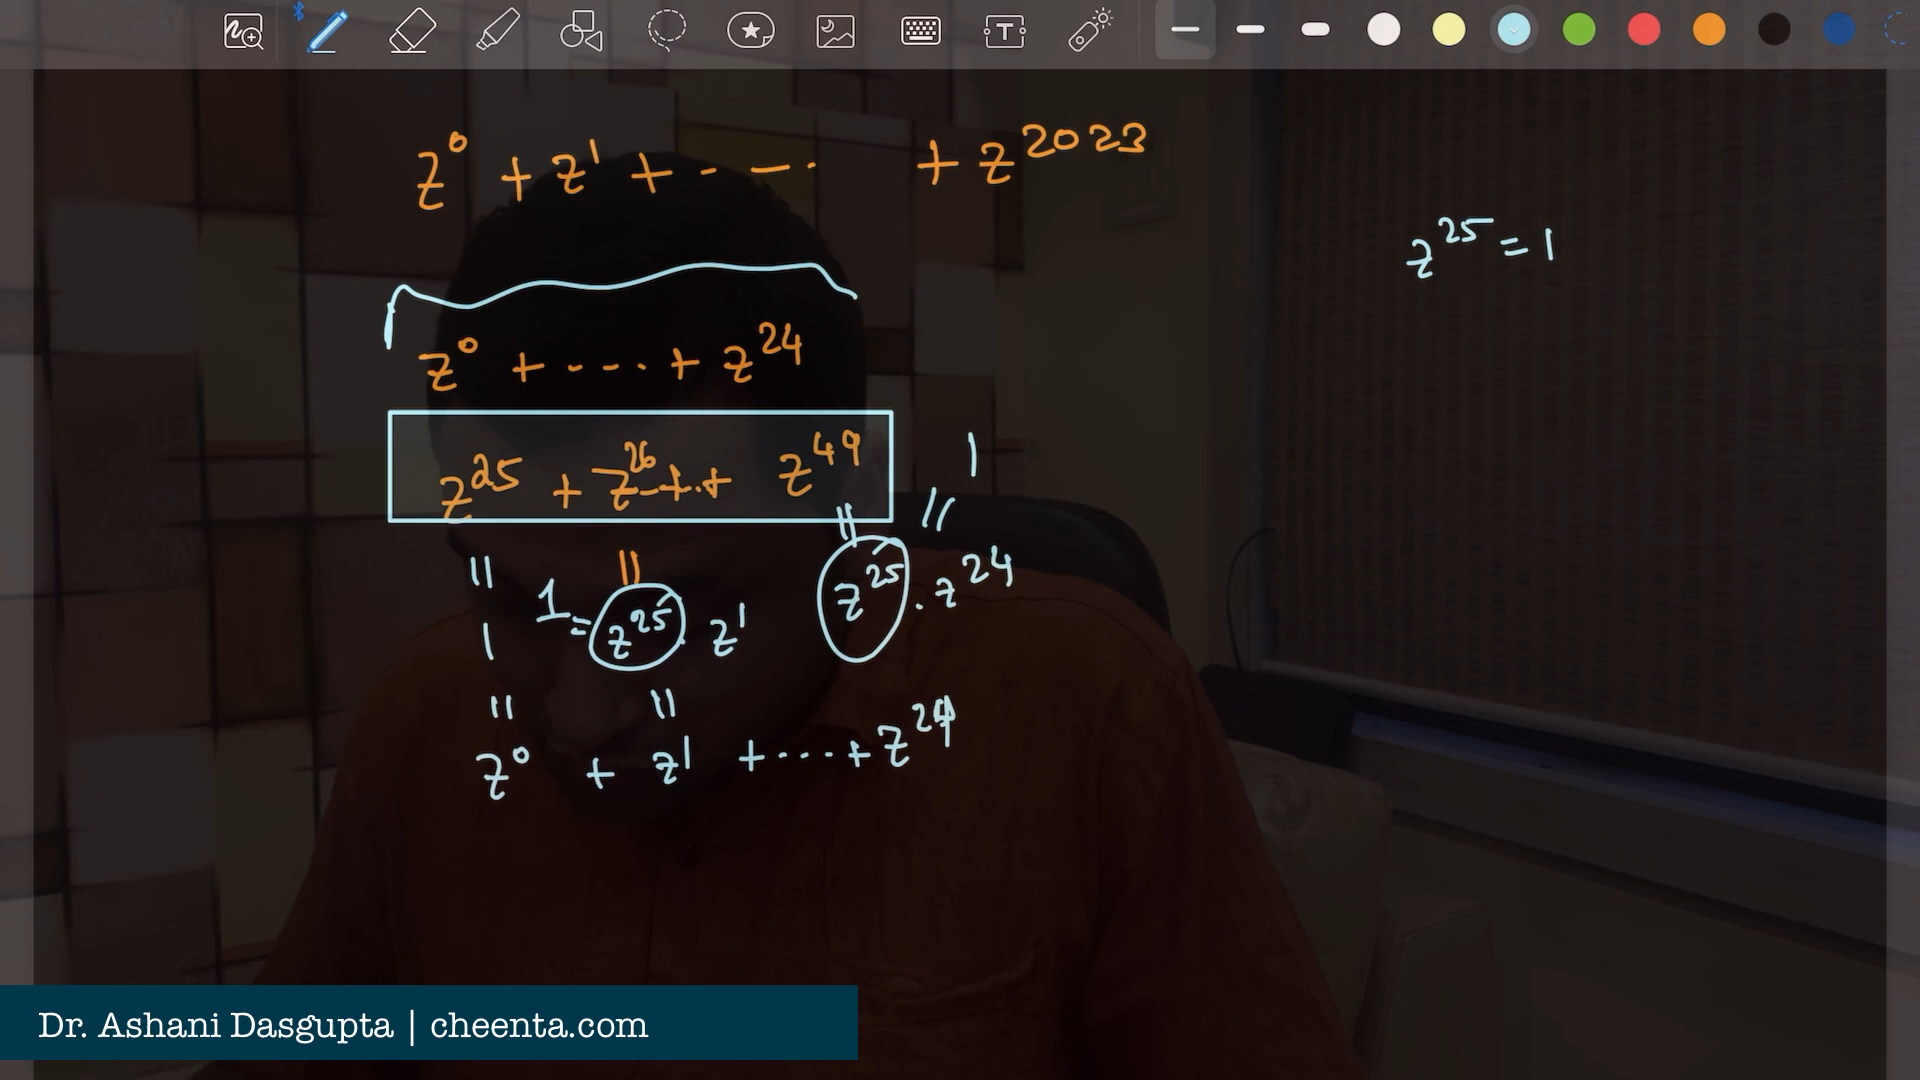 z⁰ + z¹ + - — · + z²⁰²³
z²⁵ = 1
z⁰ + - - - . + z²⁴
z²⁵ + z²⁶ - + . + z⁴⁹ 1
|| || || ||
1 1 = z²⁵ . z¹ z²⁵ . z²⁴
|| ||
z⁰ + z¹ + . . . + z²⁴
Dr. Ashani Dasgupta | cheenta.com